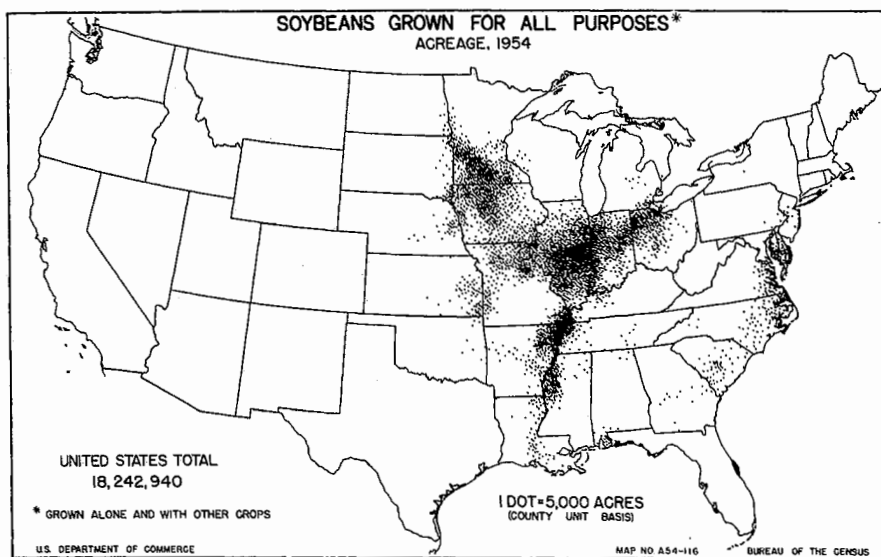 SOYBEANS GROWN FOR ALL PURPOSES*
ACREAGE, 1954
UNITED STATES TOTAL
18,242,940
* GROWN ALONE AND WITH OTHER CROPS
1 DOT=5,000 ACRES
(COUNTY UNIT BASIS)
U.S. DEPARTMENT OF COMMERCE
MAP NO. A54-116
BUREAU OF THE CENSUS